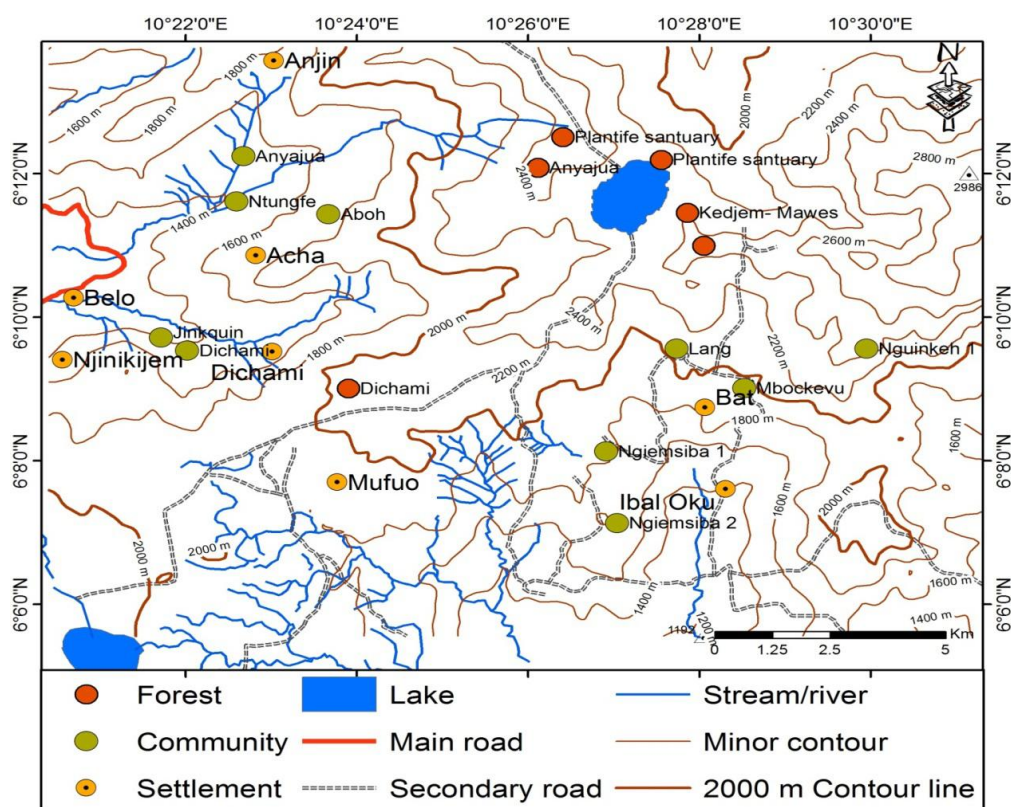 10°22'0"E 10°24'0"E 10°26'0"E 10°28'0"E 10°30'0"E
N
1800 m
Anjin
2000 m
2200 m
2400 m
1600 m
1800 m
Plantife santuary
Anyajua
Plantife santuary
2800 m
6°12'0"N
Anyajua
2400 m
6°12'0"N
2986
Ntungfe
Aboh
Kedjem- Mawes
1400 m
1600 m
2600 m
Acha
Belo
6°10'0"N
2400 m
6°10'0"N
2000 m
Jinkquin
Dichami
1800 m
Lang
2200 m
Nguinkeh 1
Njinikijem
Dichami
2200 m
Dichami
Mbockevu
Bat
1800 m
1600 m
6°8'0"N
Ngiemsiba 1
6°8'0"N
Mufuo
Ibal Oku
1600 m
2000 m
Ngiemsiba 2
2000 m
2000 m
1600 m
6°6'0"N
1400 m
6°6'0"N
1200 m
1400 m
Km
0 1.25 2.5 5
Forest Lake Stream/river
Community Main road Minor contour
Settlement Secondary road 2000 m Contour line